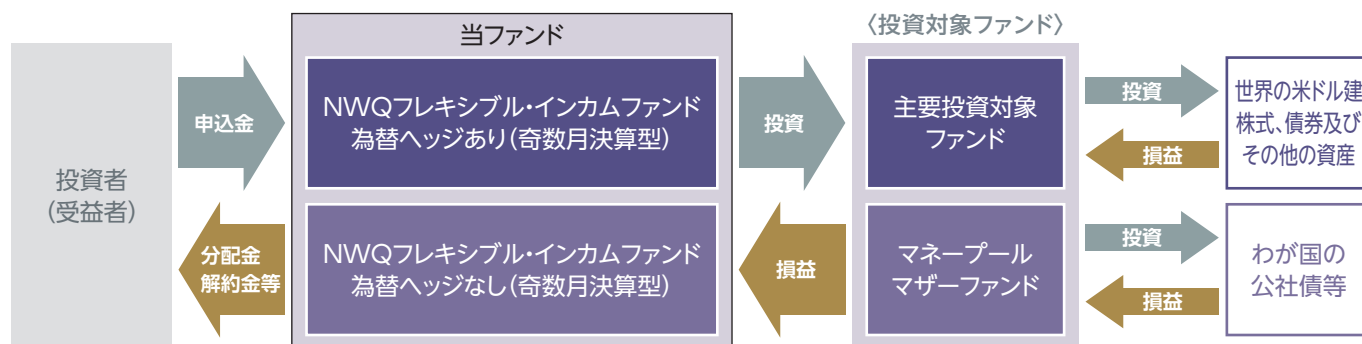 投資者
(受益者)
申込金
分配金
解約金等
当ファンド
NWQフレキシブル・インカムファンド
為替ヘッジあり(奇数月決算型)
NWQフレキシブル・インカムファンド
為替ヘッジなし(奇数月決算型)
投資
損益
〈投資対象ファンド〉
主要投資対象
ファンド
マネープール
マザーファンド
投資
損益
投資
損益
世界の米ドル建
株式、債券及び
その他の資産
わが国の
公社債等